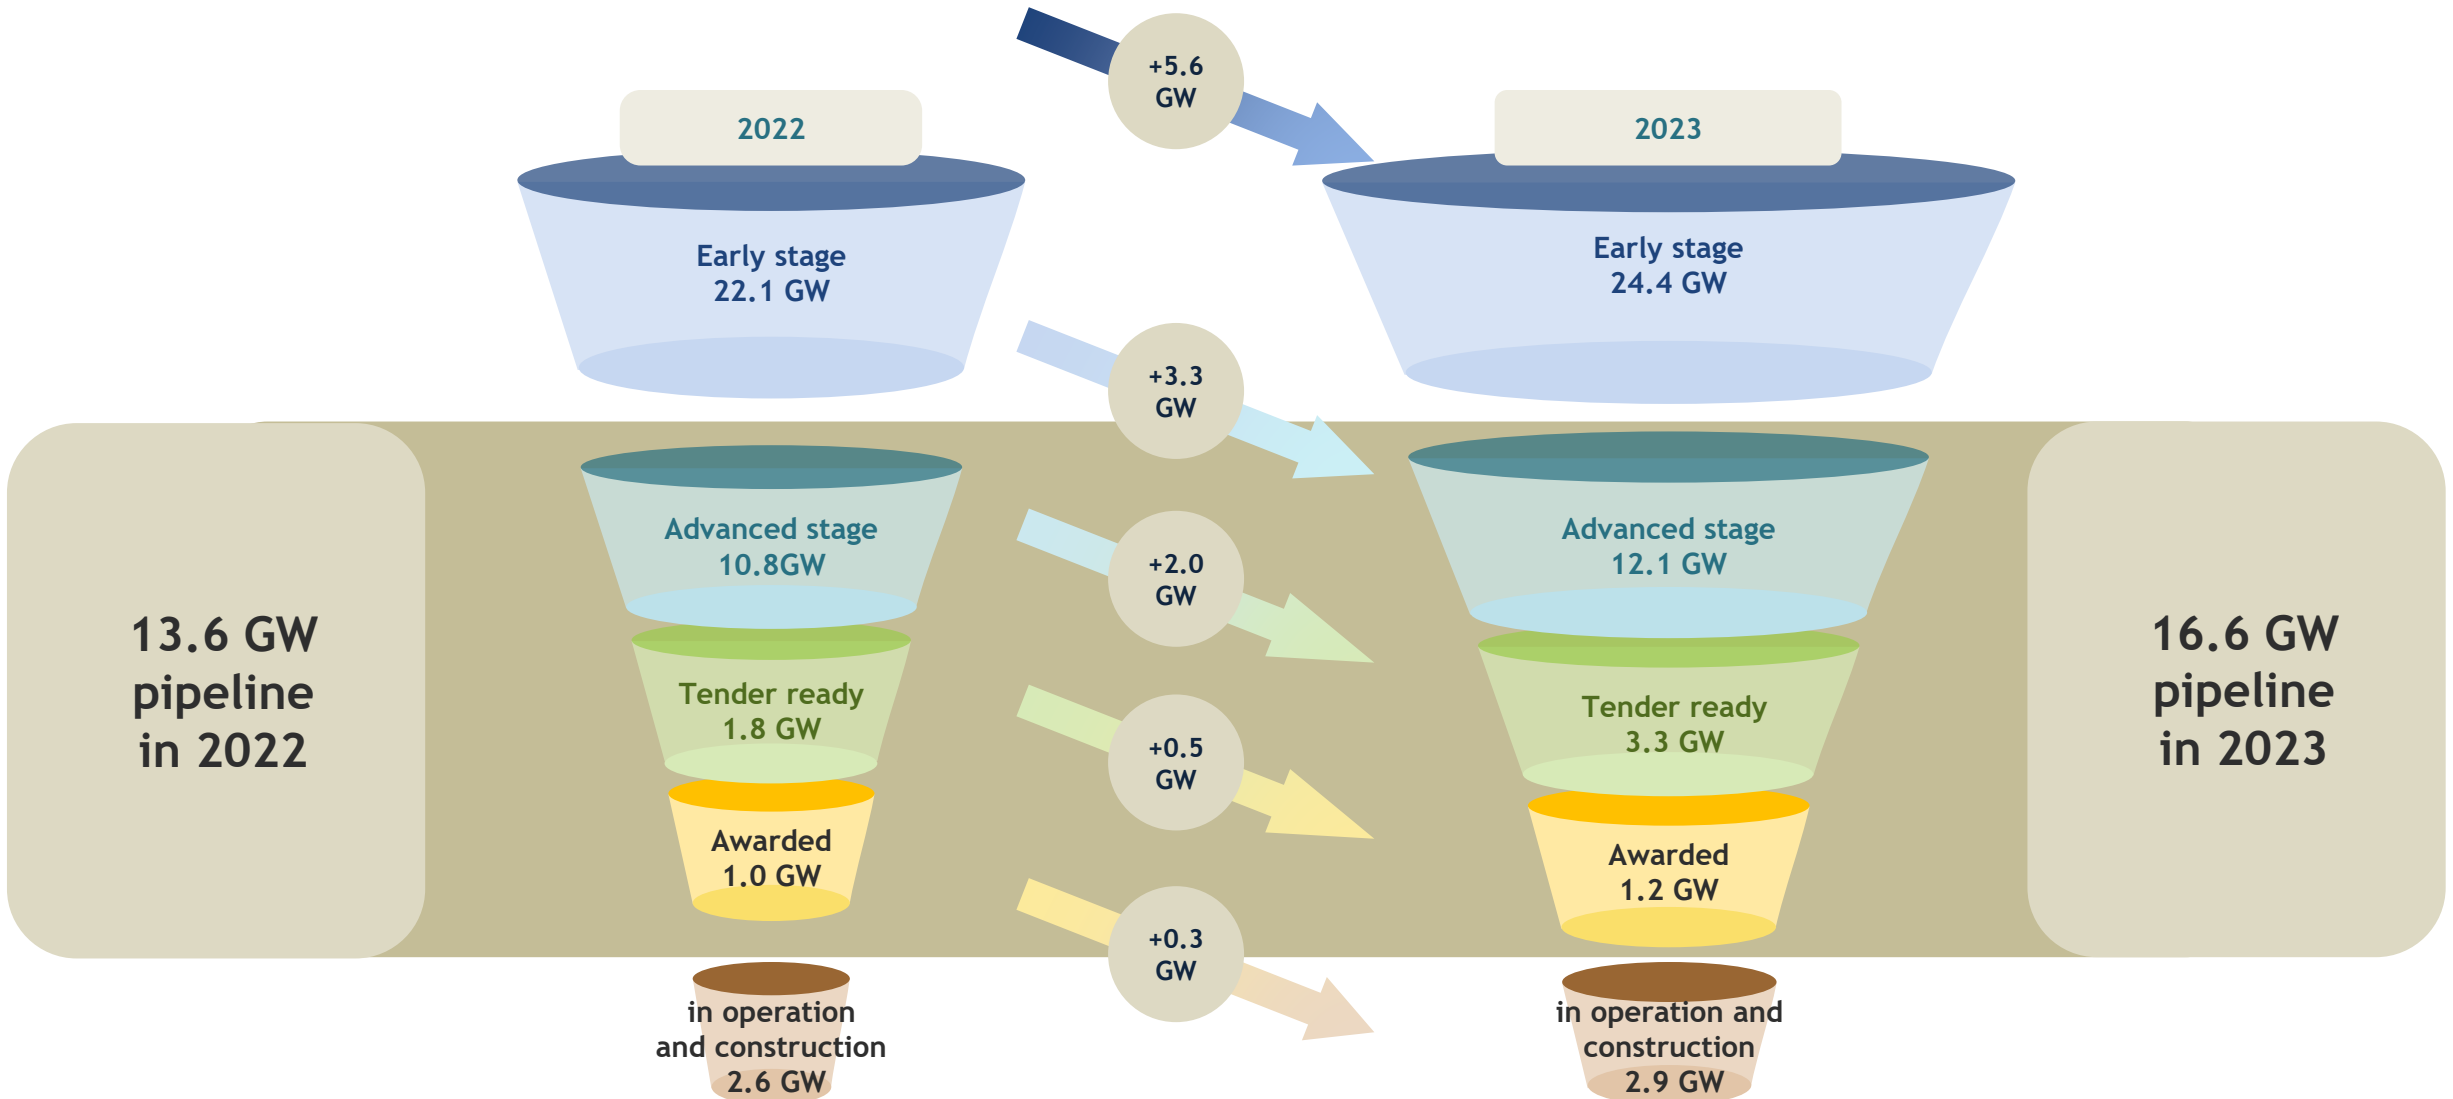 +5.6
GW
2022
2023
Early stage
22.1 GW
Early stage
24.4 GW
+3.3
GW
Advanced stage
10.8GW
Advanced stage
12.1 GW
+2.0
GW
13.6 GW
pipeline
in 2022
16.6 GW
pipeline
in 2023
Tender ready
1.8 GW
Tender ready
3.3 GW
+0.5
GW
Awarded
1.0 GW
Awarded
1.2 GW
+0.3
GW
in operation
and construction
2.6 GW
in operation and
construction
2.9 GW